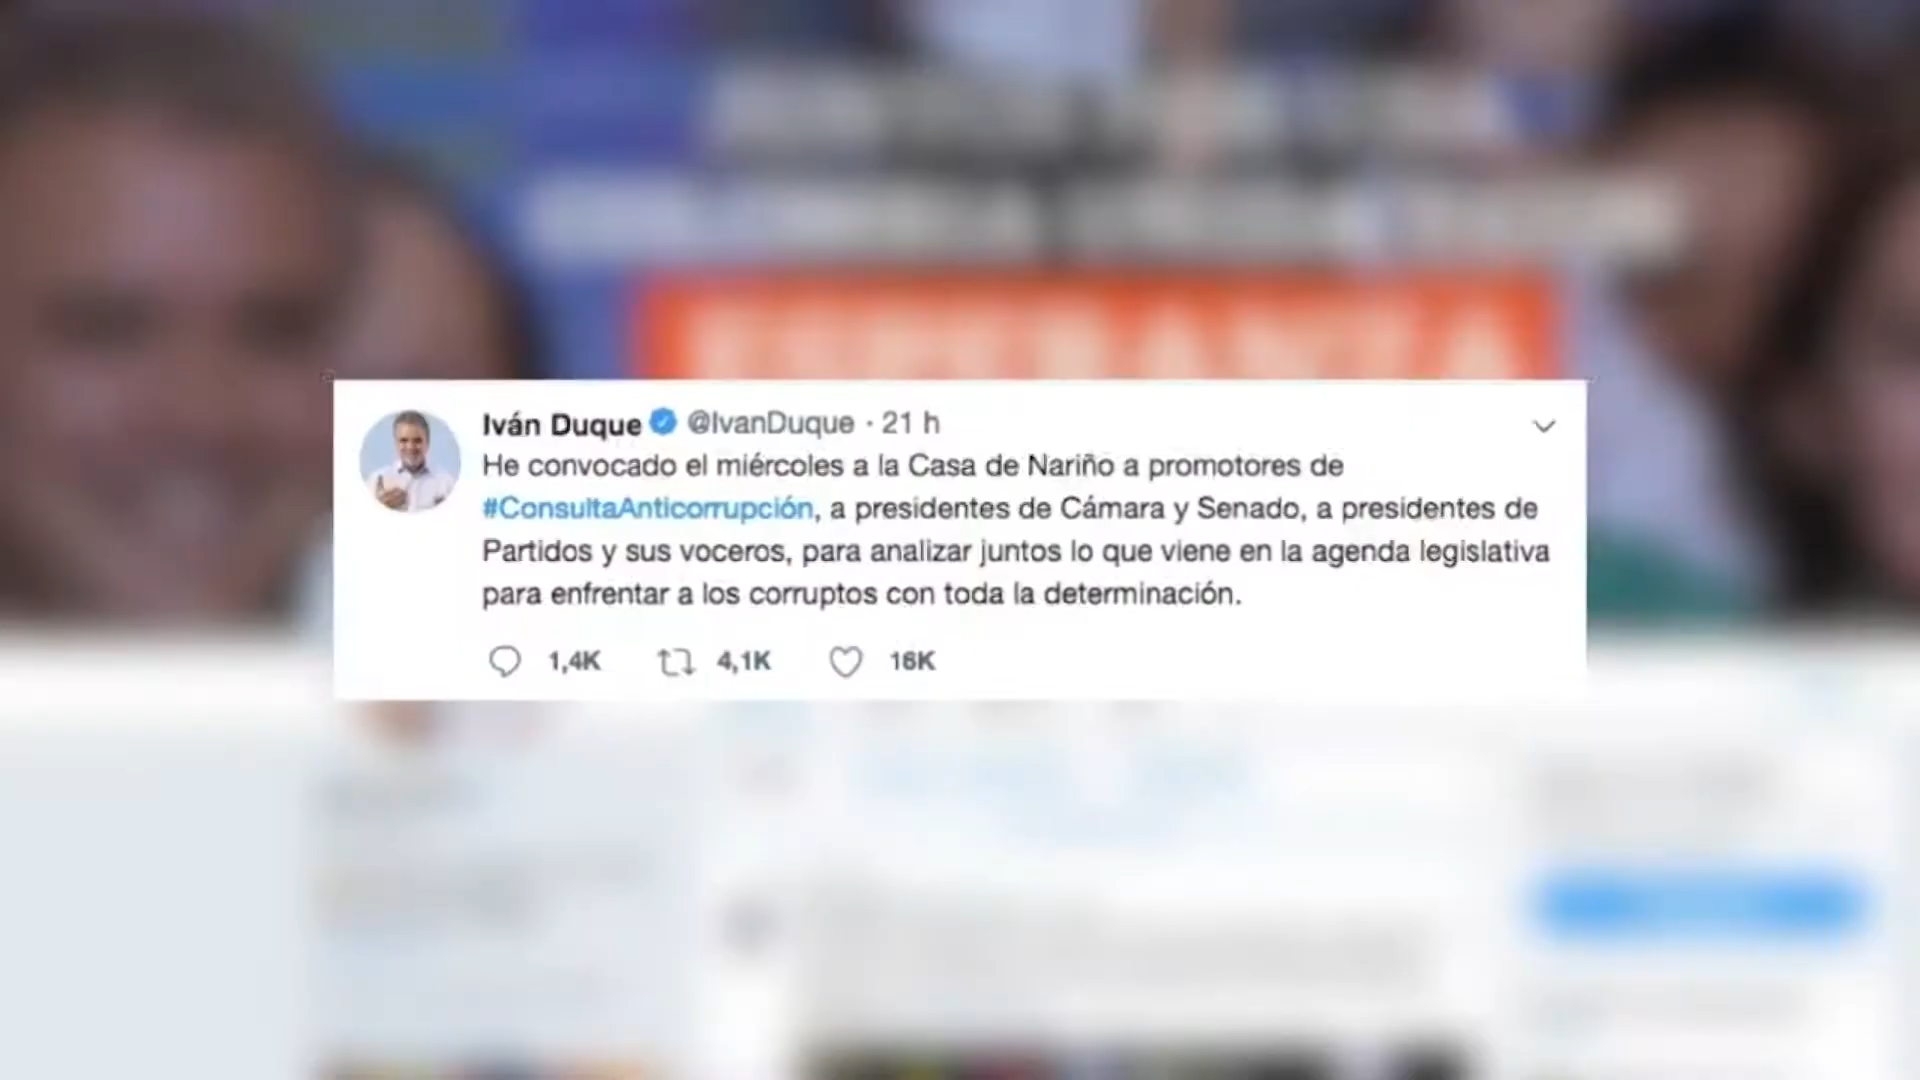 Iván Duque @IvanDuque · 21 h
He convocado el miércoles a la Casa de Nariño a promotores de
#ConsultaAnticorrupción, a presidentes de Cámara y Senado, a presidentes de
Partidos y sus voceros, para analizar juntos lo que viene en la agenda legislativa
para enfrentar a los corruptos con toda la determinación.
1,4K 4,1K 16K